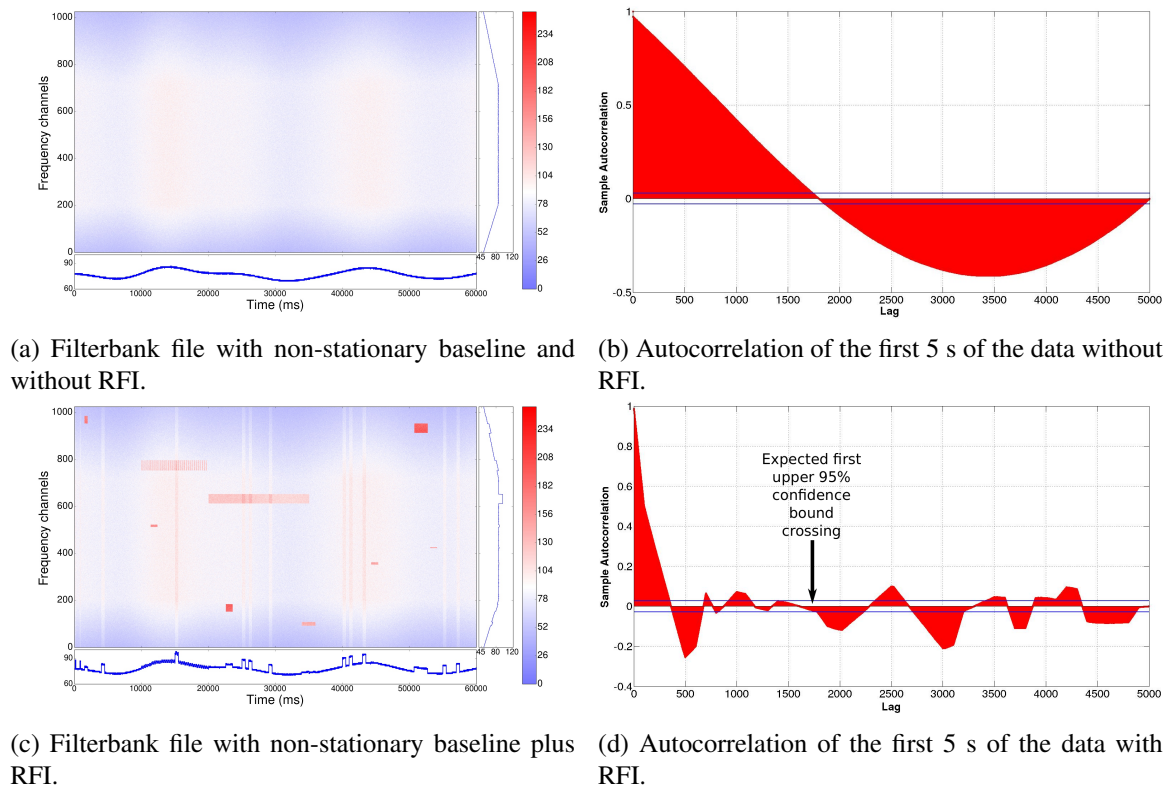 1000
800
600
400
200
0
Frequency channels
45 80 120
90
60
0 10000 20000 30000 40000 50000 60000
Time (ms)
234
208
182
156
130
104
78
52
26
0
1
0.5
0
-0.5
Sample Autocorrelation
0 500 1000 1500 2000 2500 3000 3500 4000 4500 5000
Lag
(a) Filterbank file with non-stationary baseline and
without RFI.
(b) Autocorrelation of the first 5 s of the data without
RFI.
1000
800
600
400
200
0
Frequency channels
45 80 120
90
60
0 10000 20000 30000 40000 50000 60000
Time (ms)
234
208
182
156
130
104
78
52
26
0
1
0.8
0.6
0.4
0.2
0
-0.2
-0.4
Sample Autocorrelation
Expected first
upper 95%
confidence
bound
crossing
0 500 1000 1500 2000 2500 3000 3500 4000 4500 5000
Lag
(c) Filterbank file with non-stationary baseline plus
RFI.
(d) Autocorrelation of the first 5 s of the data with
RFI.